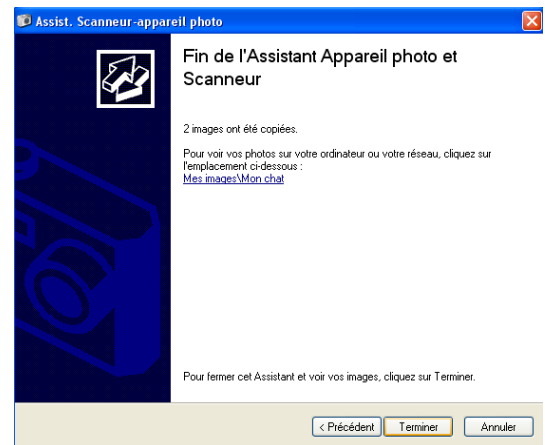 Assist. Scanneur-appareil photo
Fin de l'Assistant Appareil photo et
Scanneur
2 images ont été copiées.
Pour voir vos photos sur votre ordinateur ou votre réseau, cliquez sur
l'emplacement ci-dessous :
Mes images\Mon chat
Pour fermer cet Assistant et voir vos images, cliquez sur Terminer.
< Précédent
Terminer
Annuler